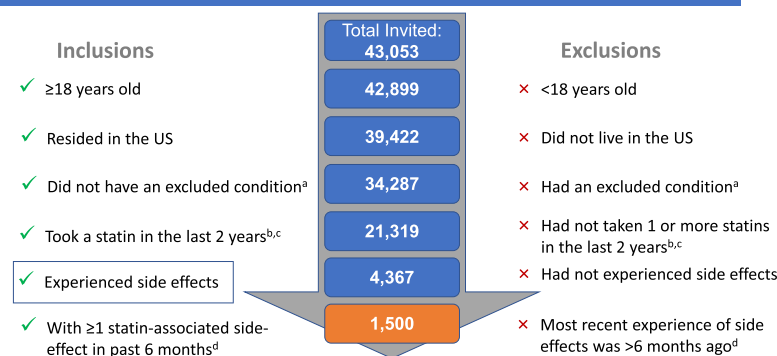 Total Invited:
43,053
Inclusions
Exclusions
✓ ≥18 years old
42,899
× <18 years old
✓ Resided in the US
39,422
× Did not live in the US
✓ Did not have an excluded conditionᵃ
34,287
× Had an excluded conditionᵃ
✓ Took a statin in the last 2 yearsᵇ,ᶜ
21,319
× Had not taken 1 or more statins
in the last 2 yearsᵇ,ᶜ
✓ Experienced side effects
4,367
× Had not experienced side effects
✓ With ≥1 statin-associated side-
effect in past 6 monthsᵈ
1,500
× Most recent experience of side
effects was >6 months agoᵈ